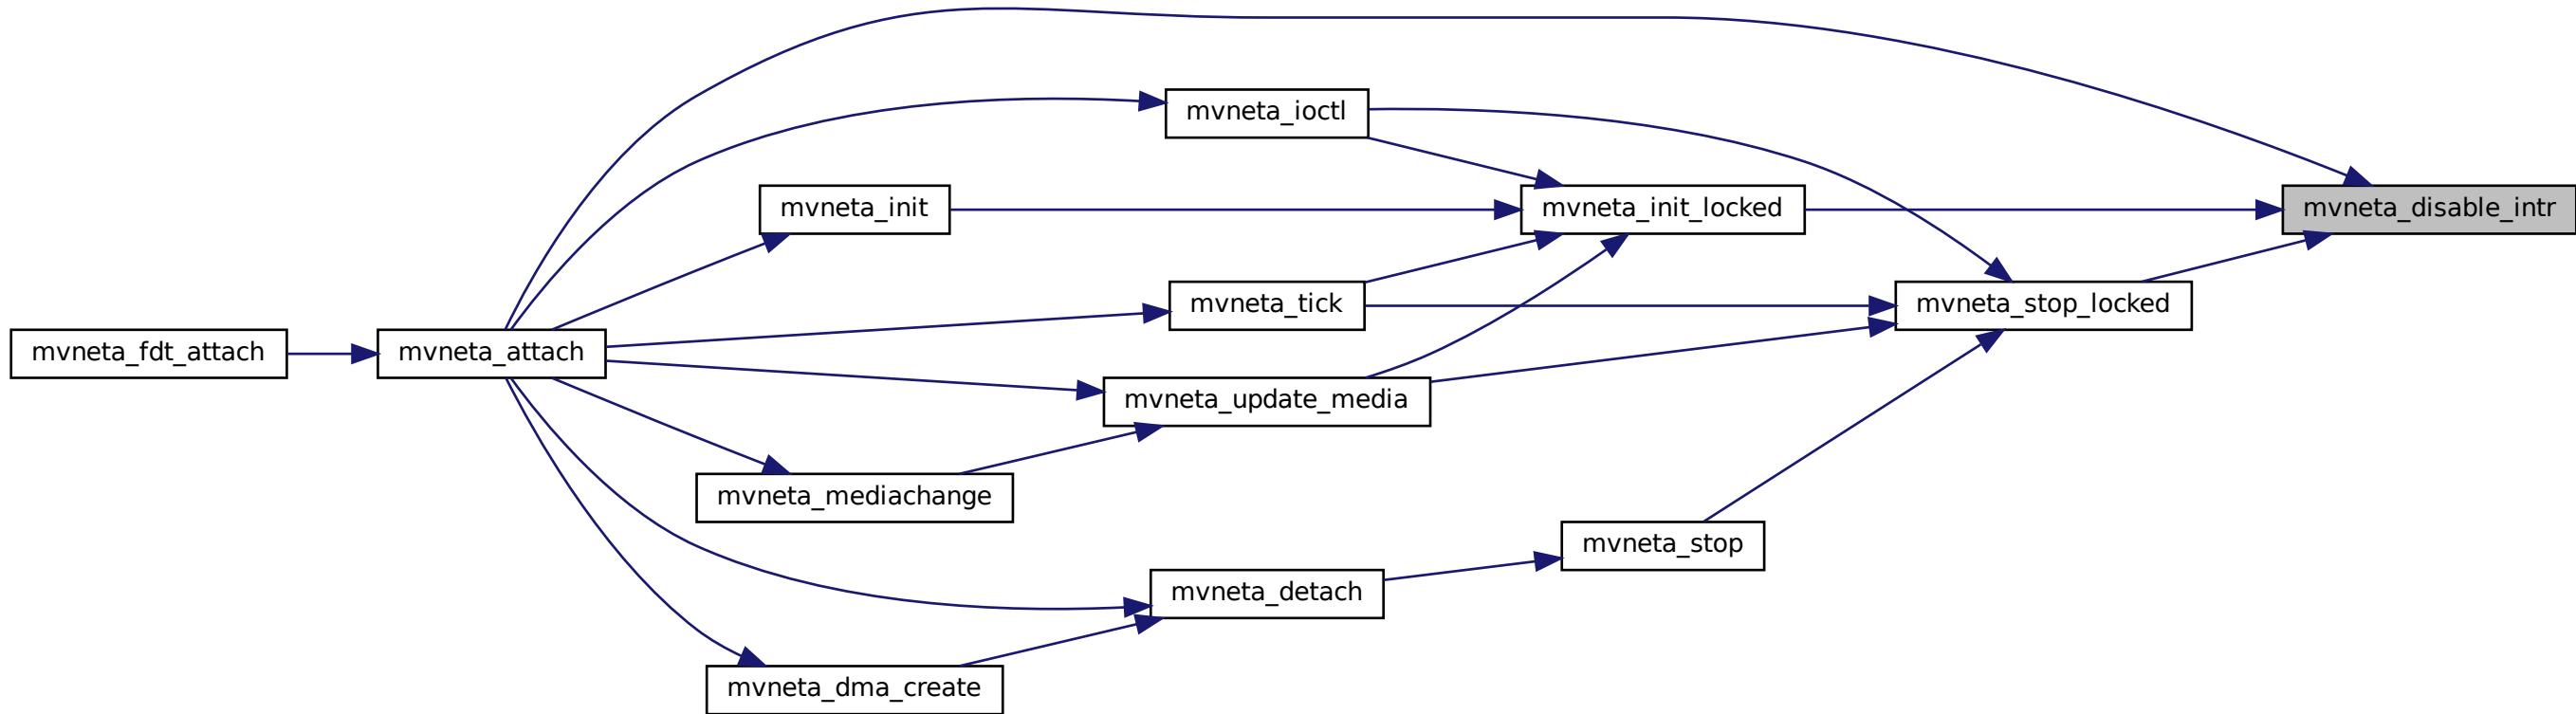 mvneta_ioctl
mvneta_init
mvneta_init_locked
mvneta_disable_intr
mvneta_tick
mvneta_stop_locked
mvneta_fdt_attach
mvneta_attach
mvneta_update_media
mvneta_mediachange
mvneta_stop
mvneta_detach
mvneta_dma_create